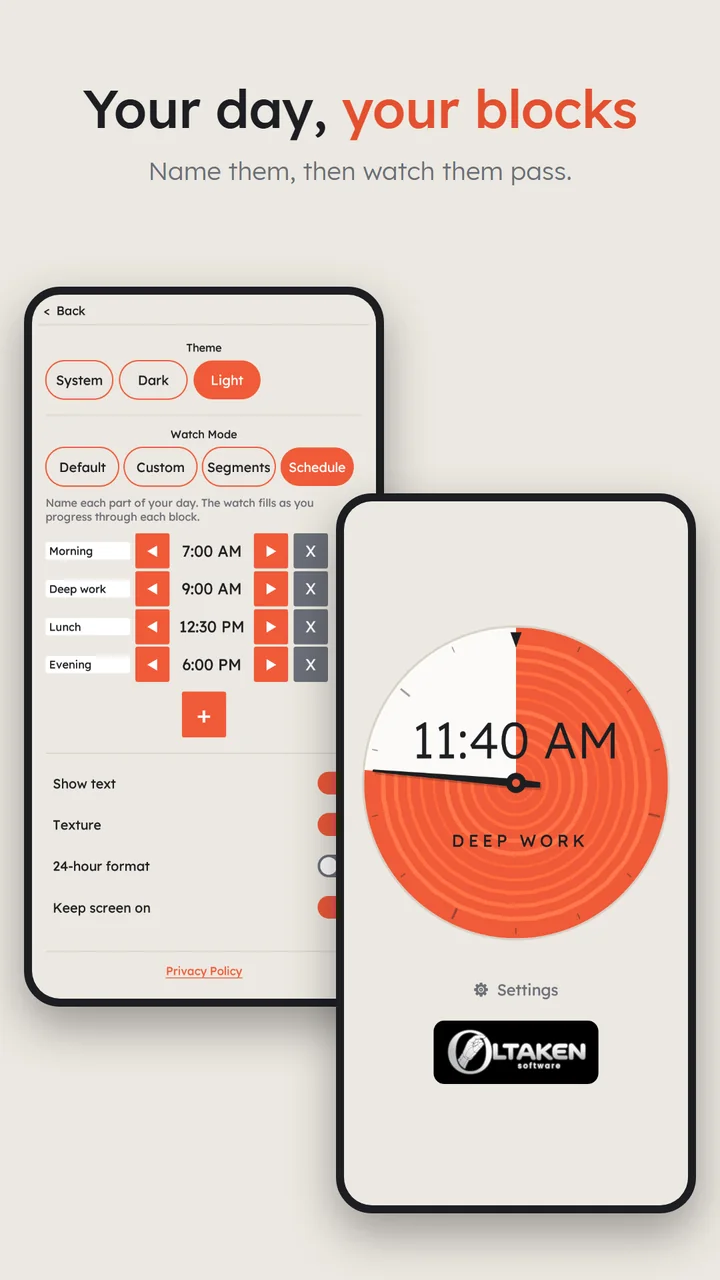 Your day, your blocks
Name them, then watch them pass.
< Back
Theme
System Dark Light
Watch Mode
Default Custom Segments Schedule
Name each part of your day. The watch fills as you
progress through each block.
Morning 7:00 AM X
Deep work 9:00 AM X
Lunch 12:30 PM X
Evening 6:00 PM X
+
Show text
Texture
24-hour format
Keep screen on
Privacy Policy
11:40 AM
DEEP WORK
Settings
OLTAKEN
software